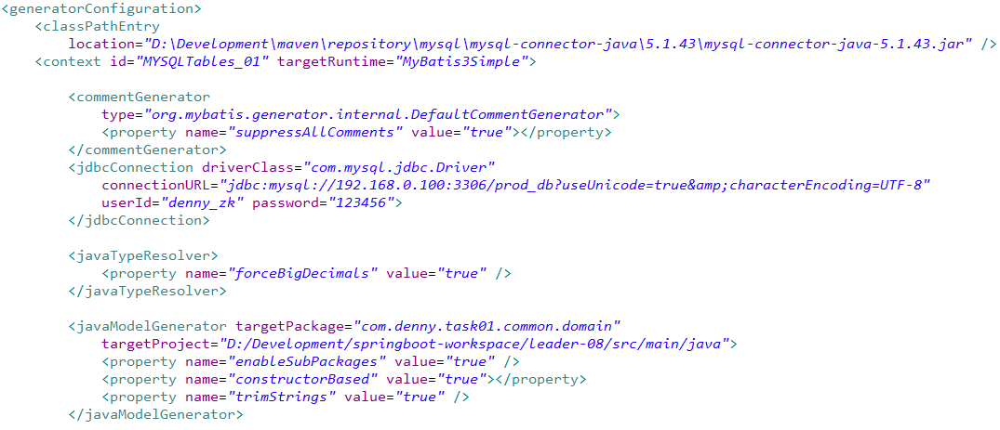 <generatorConfiguration>
<classPathEntry
location="D:\Development\maven\repository\mysql\mysql-connector-java\5.1.43\mysql-connector-java-5.1.43.jar" />
<context id="MYSQLTables_01" targetRuntime="MyBatis3Simple">
<commentGenerator
type="org.mybatis.generator.internal.DefaultCommentGenerator">
<property name="suppressAllComments" value="true"></property>
</commentGenerator>
<jdbcConnection driverClass="com.mysql.jdbc.Driver"
connectionURL="jdbc:mysql://192.168.0.100:3306/prod_db?useUnicode=true&amp;characterEncoding=UTF-8"
userId="denny_zk" password="123456">
</jdbcConnection>
<javaTypeResolver>
<property name="forceBigDecimals" value="true" />
</javaTypeResolver>
<javaModelGenerator targetPackage="com.denny.task01.common.domain"
targetProject="D:/Development/springboot-workspace/leader-08/src/main/java">
<property name="enableSubPackages" value="true" />
<property name="constructorBased" value="true"></property>
<property name="trimStrings" value="true" />
</javaModelGenerator>